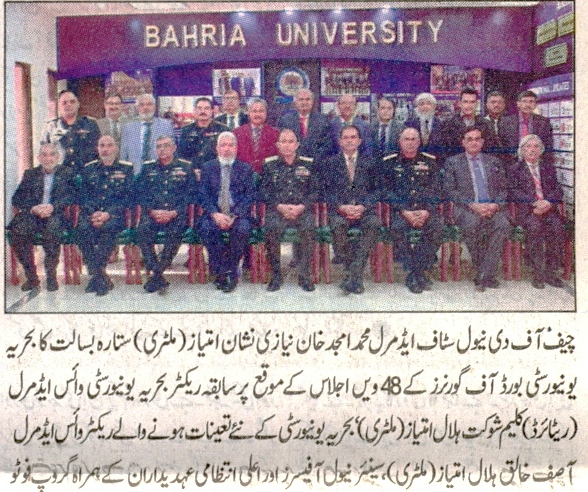 BAHRIA UNIVERSITY
چیف آف دی نیول سٹاف ایڈمرل محمد امجد خان نیازی نشان امتیاز (ملٹری) ستارہ بسالت کا بحریہ
یونیورسٹی بورڈ آف گورنرز کے 48 ویں اجلاس کے موقع پر سابقہ ریکٹر بحریہ یونیورسٹی وائس ایڈمرل
(ریٹائرڈ) کلیم شوکت ہلال امتیاز (ملٹری)، بحریہ یونیورسٹی کے نئے تعینات ہونے والے ریکٹر وائس ایڈمرل
آصف خالق ہلال امتیاز (ملٹری)، سینئر نیول آفیسرز اور اعلیٰ انتظامی عہدیداران کے ہمراہ گروپ فوٹو